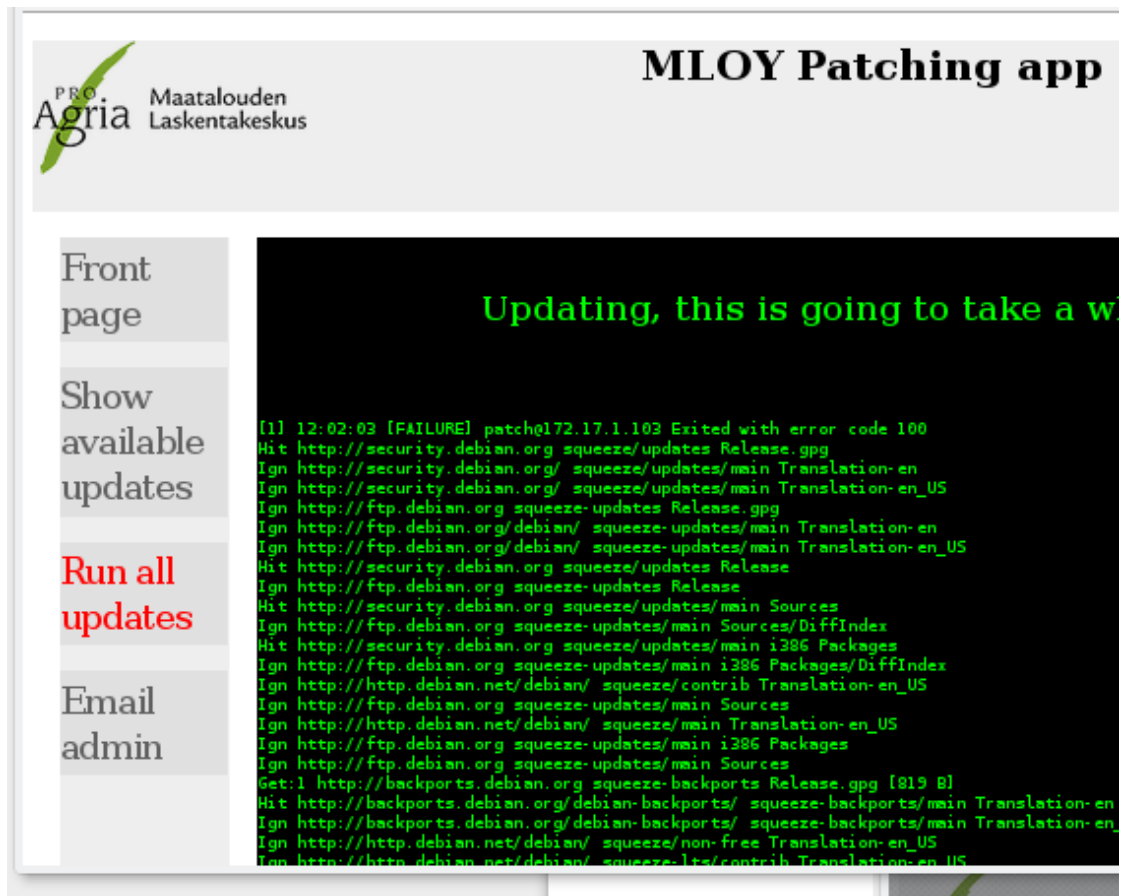 MLOY Patching app
PRO
Agria
Maatalouden
Laskentakeskus
Front
page
Show
available
updates
Run all
updates
Email
admin
Updating, this is going to take a
[1] 12:02:03 [FAILURE] patch@172.17.1.103 Exited with error code 100
Hit http://security.debian.org squeeze/updates Release.gpg
Ign http://security.debian.org/ squeeze/updates/main Translation-en
Ign http://security.debian.org/ squeeze/updates/main Translation-en_US
Ign http://ftp.debian.org squeeze-updates Release.gpg
Ign http://ftp.debian.org/debian/ squeeze-updates/main Translation-en
Ign http://ftp.debian.org/debian/ squeeze-updates/main Translation-en_US
Hit http://security.debian.org squeeze/updates Release
Ign http://ftp.debian.org squeeze-updates Release
Hit http://security.debian.org squeeze/updates/main Sources
Ign http://ftp.debian.org squeeze-updates/main Sources/DiffIndex
Hit http://security.debian.org squeeze/updates/main i386 Packages
Ign http://ftp.debian.org squeeze-updates/main i386 Packages/DiffIndex
Ign http://http.debian.net/debian/ squeeze/contrib Translation-en_US
Ign http://ftp.debian.org squeeze-updates/main Sources
Ign http://http.debian.net/debian/ squeeze/main Translation-en_US
Ign http://ftp.debian.org squeeze-updates/main i386 Packages
Ign http://ftp.debian.org squeeze-updates/main Sources
Get:1 http://backports.debian.org squeeze-backports Release.gpg [819 B]
Hit http://backports.debian.org/debian-backports/ squeeze-backports/main Translation-en
Ign http://backports.debian.org/debian-backports/ squeeze-backports/main Translation-en_
Ign http://http.debian.net/debian/ squeeze/non-free Translation-en_US
Ign http://http.debian.net/debian/ squeeze-lts/contrib Translation-en_US